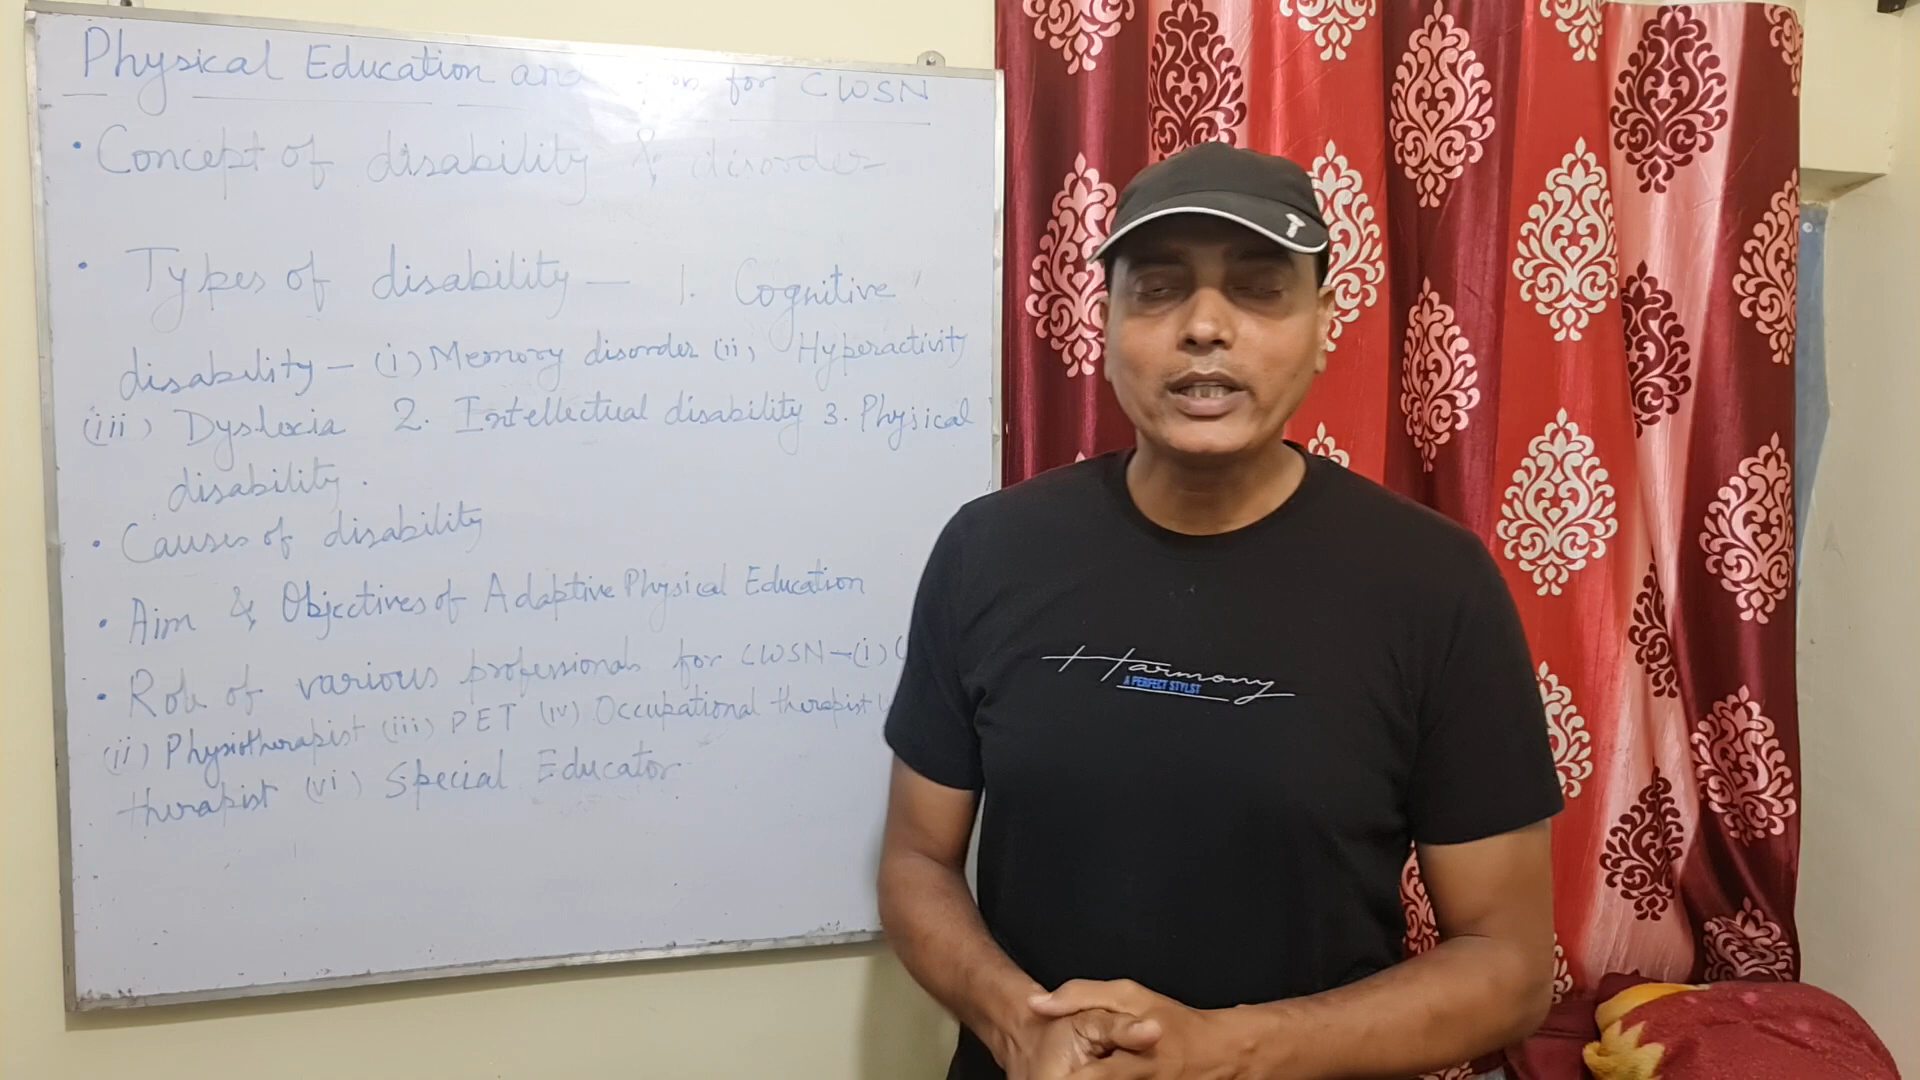 Physical Education and for CWSN
• Concept of disability & disorder
• Types of disability — 1. Cognitive
disability — (i) Memory disorder (ii) Hyperactivity
(iii) Dyslexia 2. Intellectual disability 3. Physical
disability.
• Causes of disability
• Aim & Objectives of Adaptive Physical Education
• Role of various professionals for CWSN - (i)
(ii) Physiotherapist (iii) PET (iv) Occupational therapist
therapist (vi) Special Educator
Harmony
A PERFECT STYLST